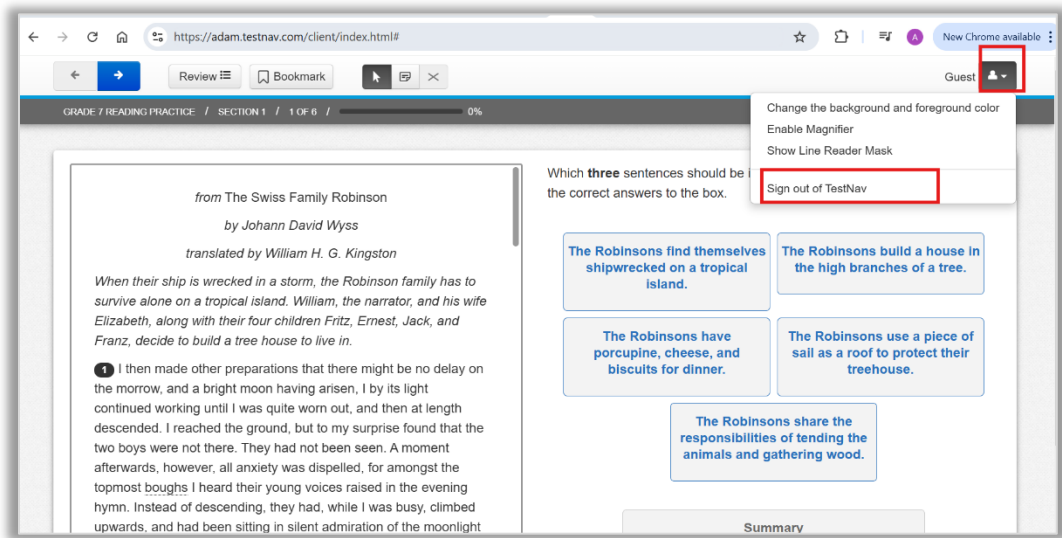 https://adam.testnav.com/client/index.html#
A
New Chrome available
Review
Bookmark
Guest
GRADE 7 READING PRACTICE / SECTION 1 / 1 OF 6 / 0%
Change the background and foreground color
Enable Magnifier
Show Line Reader Mask
Sign out of TestNav
from The Swiss Family Robinson
by Johann David Wyss
translated by William H. G. Kingston
When their ship is wrecked in a storm, the Robinson family has to
survive alone on a tropical island. William, the narrator, and his wife
Elizabeth, along with their four children Fritz, Ernest, Jack, and
Franz, decide to build a tree house to live in.
1 I then made other preparations that there might be no delay on
the morrow, and a bright moon having arisen, I by its light
continued working until I was quite worn out, and then at length
descended. I reached the ground, but to my surprise found that the
two boys were not there. They had not been seen. A moment
afterwards, however, all anxiety was dispelled, for amongst the
topmost boughs I heard their young voices raised in the evening
hymn. Instead of descending, they had, while I was busy, climbed
upwards, and had been sitting in silent admiration of the moonlight
Which three sentences should be
the correct answers to the box.
The Robinsons find themselves
shipwrecked on a tropical
island.
The Robinsons build a house in
the high branches of a tree.
The Robinsons have
porcupine, cheese, and
biscuits for dinner.
The Robinsons use a piece of
sail as a roof to protect their
treehouse.
The Robinsons share the
responsibilities of tending the
animals and gathering wood.
Summary